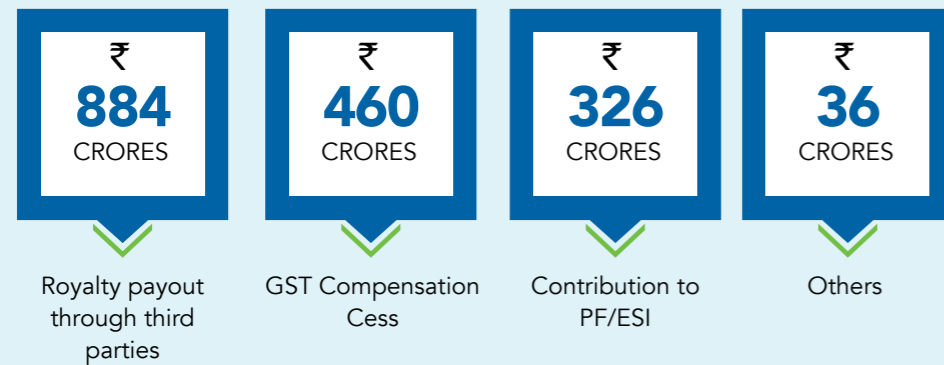 ₹
884
CRORES
Royalty payout
through third
parties
₹
460
CRORES
GST Compensation
Cess
₹
326
CRORES
Contribution to
PF/ESI
₹
36
CRORES
Others